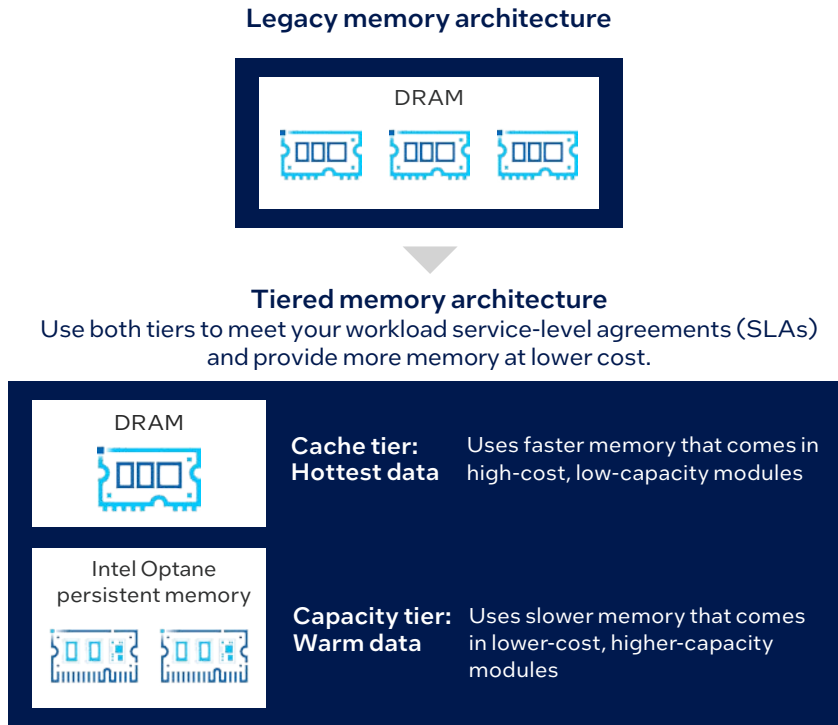 Legacy memory architecture
DRAM
Tiered memory architecture
Use both tiers to meet your workload service-level agreements (SLAs)
and provide more memory at lower cost.
DRAM
Cache tier:
Hottest data
Uses faster memory that comes in
high-cost, low-capacity modules
Intel Optane
persistent memory
Capacity tier:
Warm data
Uses slower memory that comes
in lower-cost, higher-capacity
modules